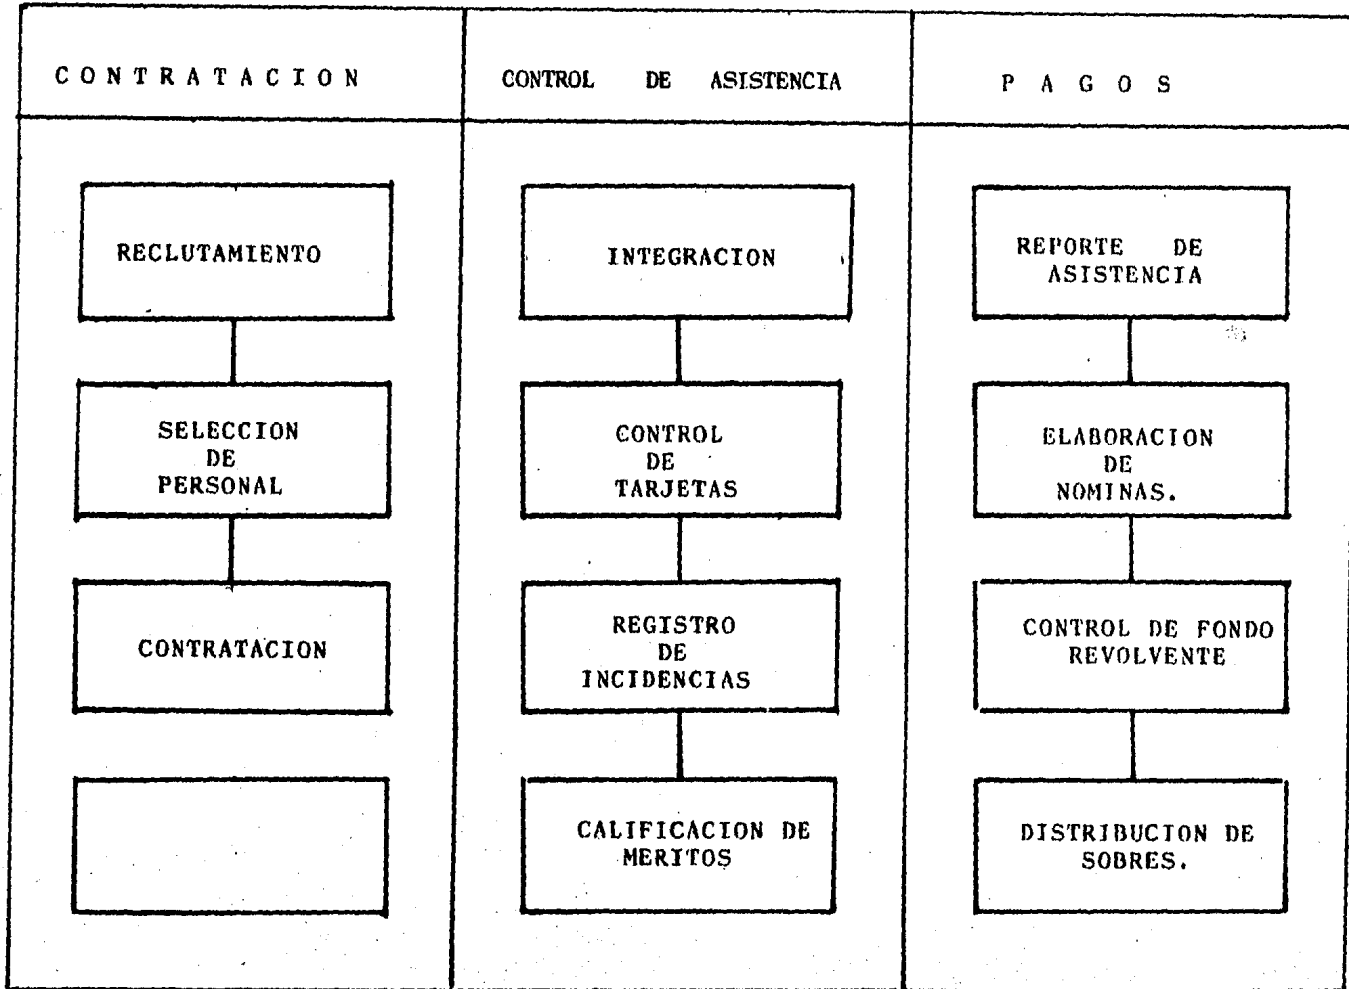 CONTRATACION
RECLUTAMIENTO
SELECCION
DE
PERSONAL
CONTRATACION
CONTROL DE ASISTENCIA
INTEGRACION
CONTROL
DE
TARJETAS
REGISTRO
DE
INCIDENCIAS
CALIFICACION DE
MERITOS
PAGOS
REPORTE DE
ASISTENCIA
ELABORACION
DE
NOMINAS.
CONTROL DE FONDO
REVOLVENTE
DISTRIBUCION DE
SOBRES.